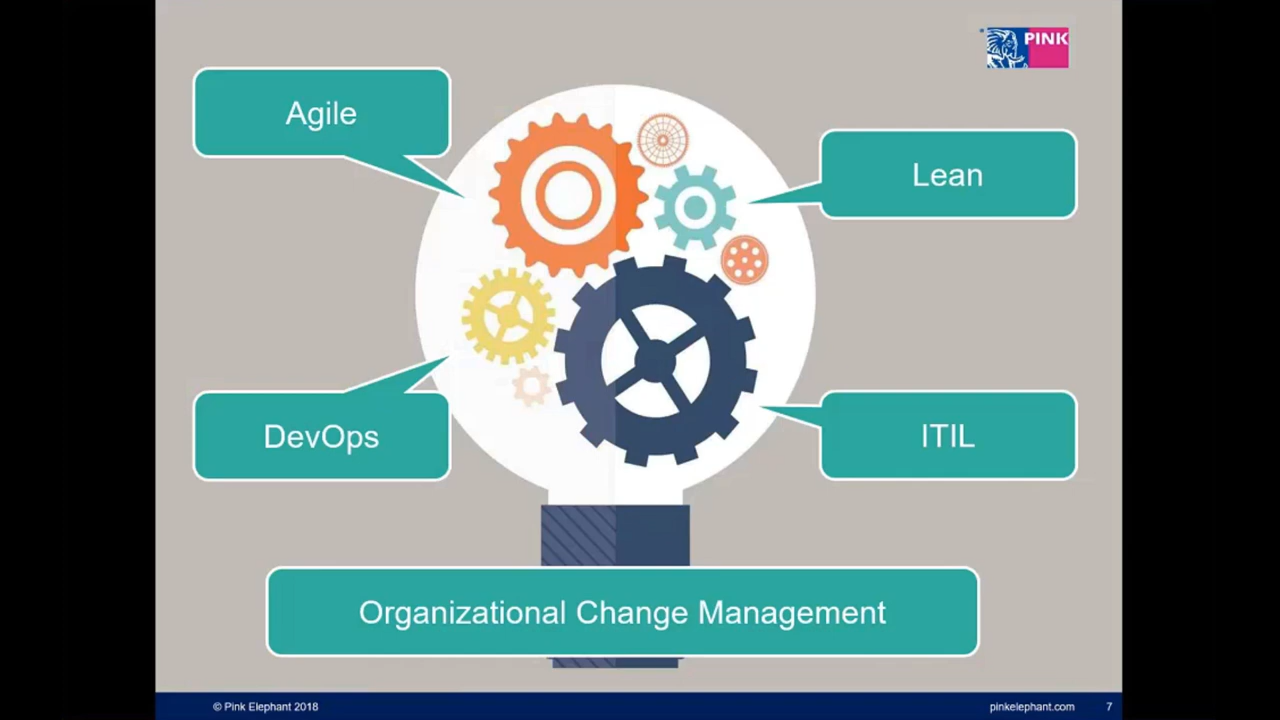 PINK
Agile
Lean
DevOps
ITIL
Organizational Change Management
© Pink Elephant 2018
pinkelephant.com
7